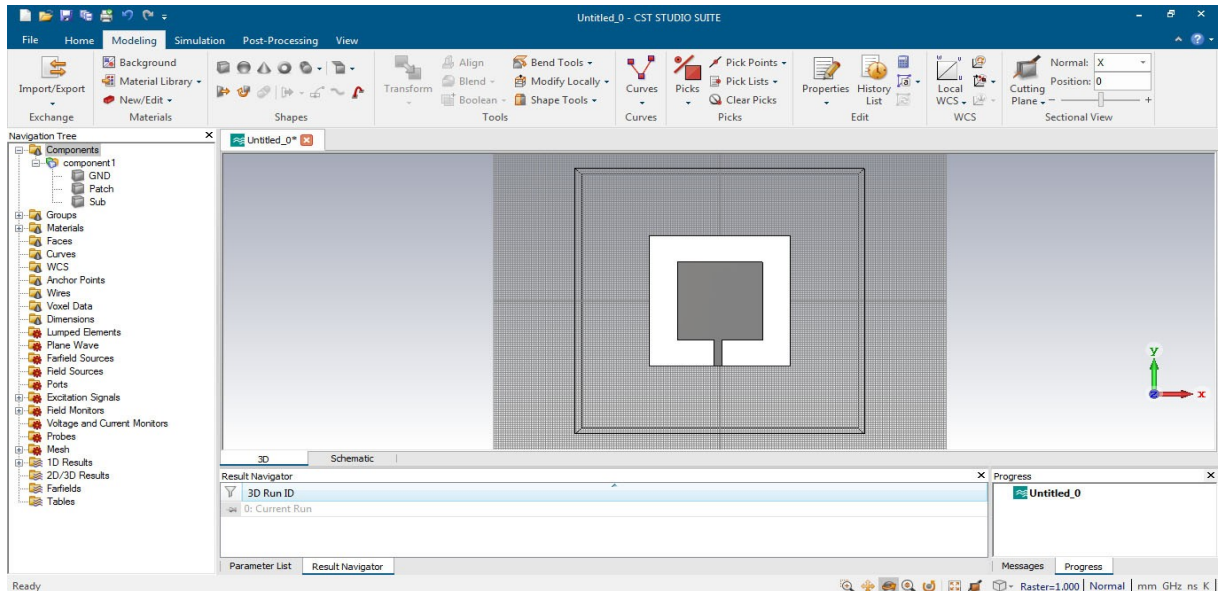 Untitled_0 - CST STUDIO SUITE
File Home Modeling Simulation Post-Processing View
Import/Export
Exchange
Background
Material Library
New/Edit
Materials
Shapes
Transform
Align
Blend
Boolean
Bend Tools
Modify Locally
Shape Tools
Tools
Curves
Curves
Picks
Pick Points
Pick Lists
Clear Picks
Picks
Properties
History
List
Edit
Local
WCS
WCS
Cutting
Plane
Normal: X
Position: 0
Sectional View
Navigation Tree
Components
component1
GND
Patch
Sub
Groups
Materials
Faces
Curves
WCS
Anchor Points
Wires
Voxel Data
Dimensions
Lumped Elements
Plane Wave
Farfield Sources
Field Sources
Ports
Excitation Signals
Field Monitors
Voltage and Current Monitors
Probes
Mesh
1D Results
2D/3D Results
Farfields
Tables
Untitled_0*
y
z
x
3D Schematic
Result Navigator
3D Run ID
0: Current Run
Parameter List Result Navigator
Progress
Untitled_0
Messages Progress
Ready
Raster=1.000 Normal mm GHz ns K